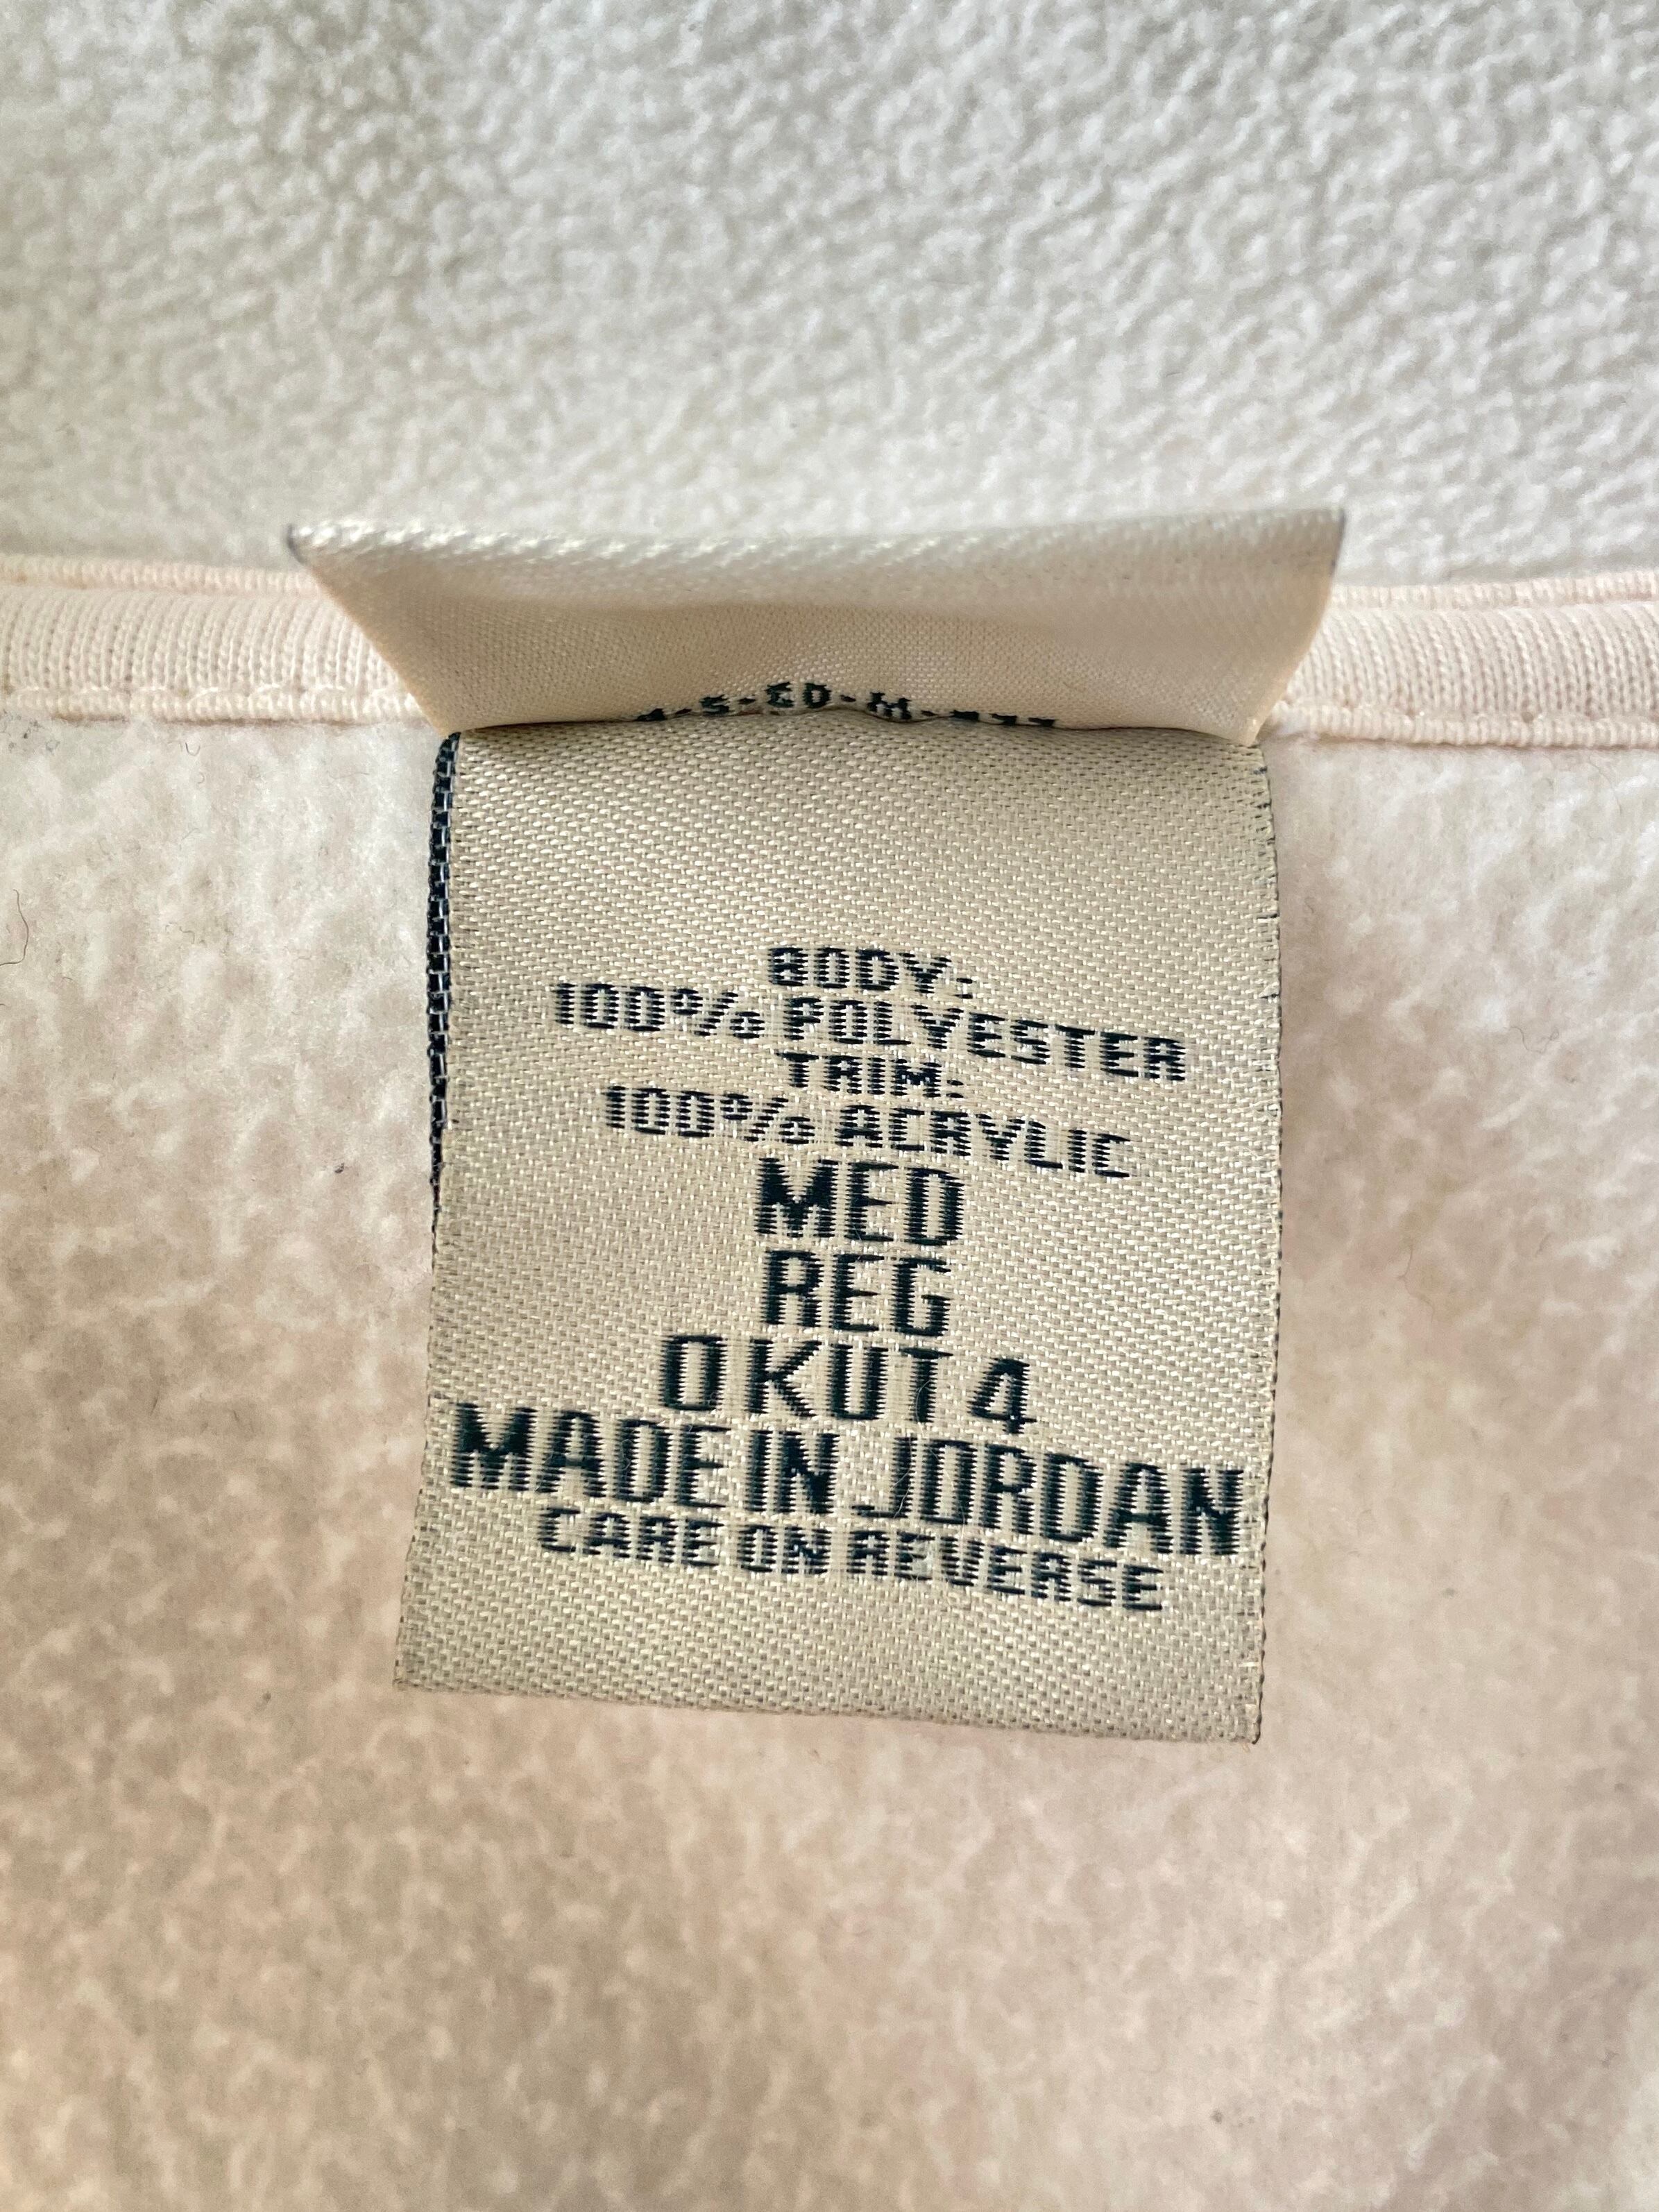 BODY:
100% POLYESTER
TRIM:
100% ACRYLIC
MED
REG
OKUT4
MADE IN JORDAN
CARE ON REVERSE